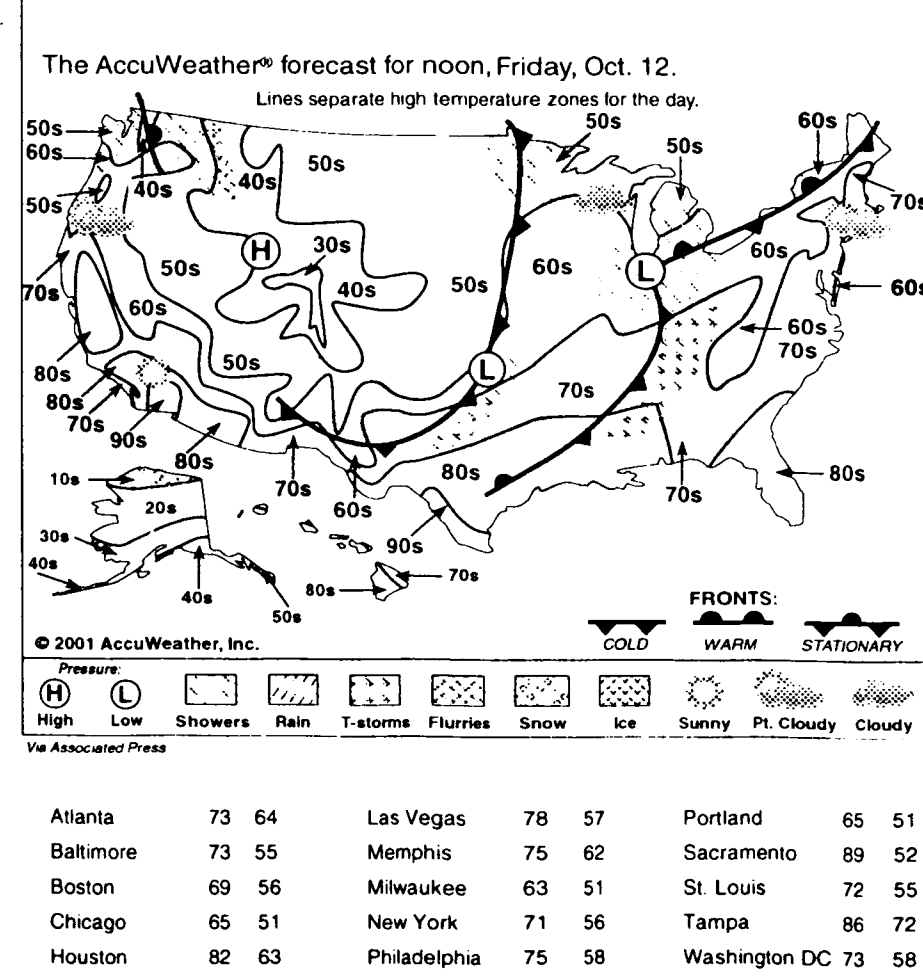 The AccuWeather® forecast for noon, Friday, Oct. 12.
Lines separate high temperature zones for the day.
50s
60s
50s
40s
40s
50s
50s
50s
60s
70s
H
30s
40s
50s
60s
L
60s
60s
70s
60s
70s
50s
60s
50s
80s
80s
70s
90s
80s
70s
60s
L
70s
80s
90s
70s
80s
10s
20s
30s
40s
40s
50s
80s
70s
FRONTS:
COLD WARM STATIONARY
© 2001 AccuWeather, Inc.
Pressure:
H L
High Low Showers Rain T-storms Flurries Snow Ice Sunny Pt. Cloudy Cloudy
Via Associated Press
Atlanta 73 64 Las Vegas 78 57 Portland 65 51
Baltimore 73 55 Memphis 75 62 Sacramento 89 52
Boston 69 56 Milwaukee 63 51 St. Louis 72 55
Chicago 65 51 New York 71 56 Tampa 86 72
Houston 82 63 Philadelphia 75 58 Washington DC 73 58